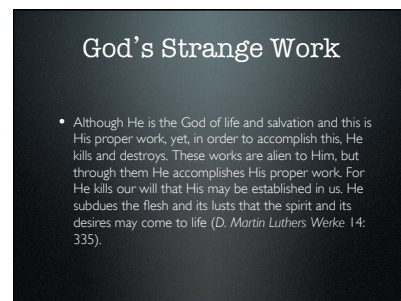 God's Strange Work
• Although He is the God of life and salvation and this is
His proper work, yet, in order to accomplish this, He
kills and destroys. These works are alien to Him, but
through them He accomplishes His proper work. For
He kills our will that His may be established in us. He
subdues the flesh and its lusts that the spirit and its
desires may come to life (D. Martin Luthers Werke 14:
335).